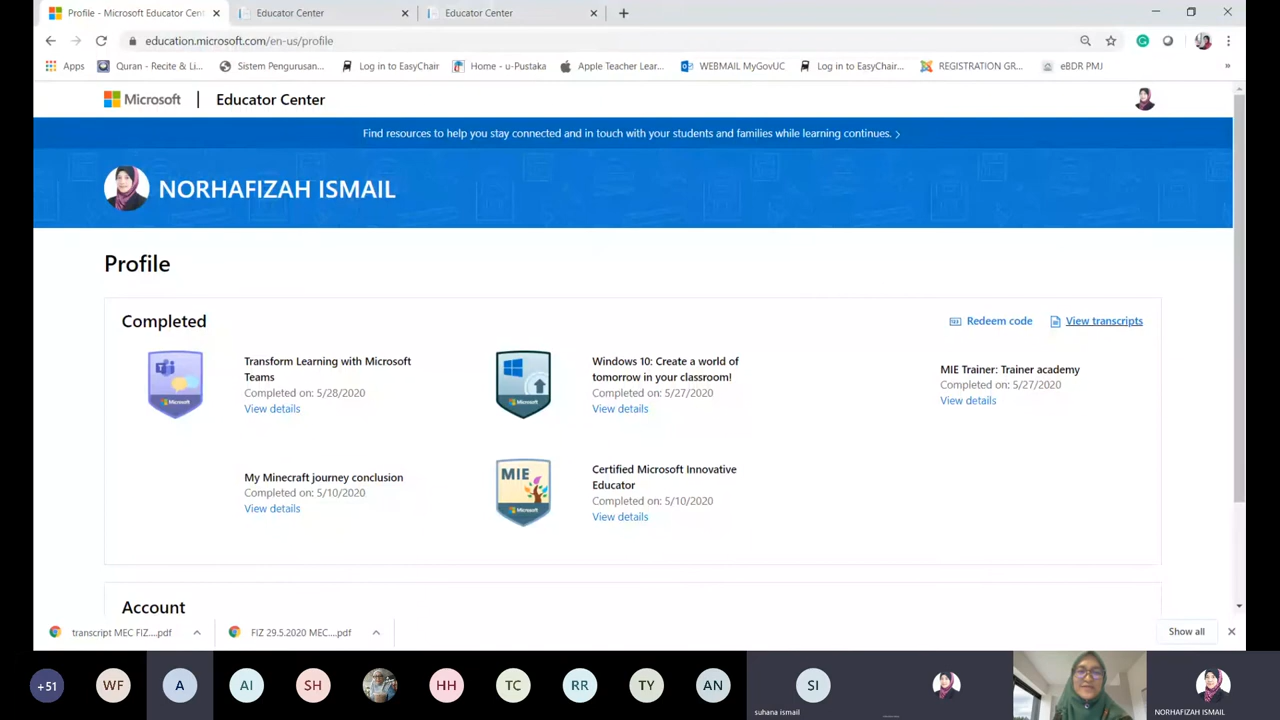 Profile - Microsoft Educator Cent
Educator Center
Educator Center
education.microsoft.com/en-us/profile
Apps
Quran - Recite & Li...
Sistem Pengurusan...
Log in to EasyChair
Home - u-Pustaka
Apple Teacher Lear...
WEBMAIL MyGovUC
Log in to EasyChair...
REGISTRATION GR...
eBDR PMJ
»
Microsoft
Educator Center
Find resources to help you stay connected and in touch with your students and families while learning continues.
NORHAFIZAH ISMAIL
Profile
Completed
Redeem code
View transcripts
Microsoft
Transform Learning with Microsoft
Teams
Completed on: 5/28/2020
View details
Microsoft
Windows 10: Create a world of
tomorrow in your classroom!
Completed on: 5/27/2020
View details
MIE Trainer: Trainer academy
Completed on: 5/27/2020
View details
My Minecraft journey conclusion
Completed on: 5/10/2020
View details
MIE
Microsoft
Certified Microsoft Innovative
Educator
Completed on: 5/10/2020
View details
Account
transcript MEC FIZ....pdf
FIZ 29.5.2020 MEC....pdf
Show all
+51
WF
A
AI
SH
HH
TC
RR
TY
AN
SI
suhana ismail
NORHAFIZAH ISMAIL